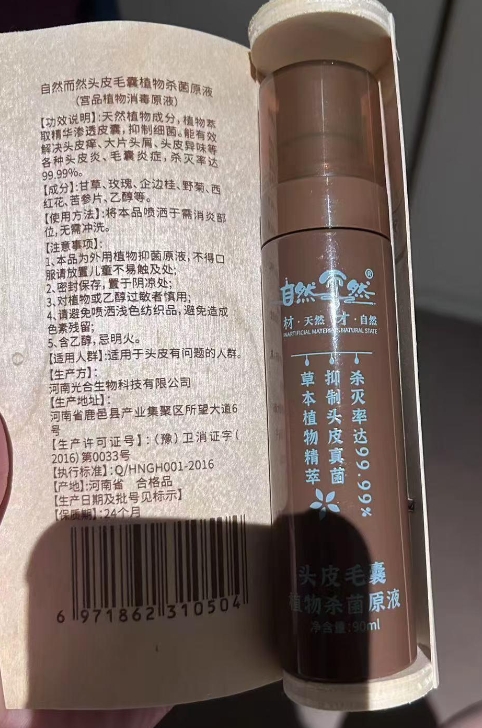 自然而然头皮毛囊植物杀菌原液
(宫品植物消毒原液)
【功效说明】:天然植物成分,植物萃
取精华渗透皮囊,抑制细菌。能有效
解决头皮痒、大片头屑、头皮异味等
各种头皮炎、毛囊炎症,杀灭率达
99.99%。
【成分】:甘草、玫瑰、企边桂、野菊、西
红花、苦参片、乙醇等。
【使用方法】:将本品喷洒于需消炎部
位,无需冲洗。
【注意事项】:
1、本品为外用植物抑菌原液,不得口
服请放置儿童不易触及处;
2、密封保存,置于阴凉处;
3、对植物或乙醇过敏者慎用;
4、请避免喷洒浅色纺织品,避免造成
色素残留;
5、含乙醇,忌明火。
【适用人群】:适用于头皮有问题的人群。
【生产方】:
河南光合生物科技有限公司
【生产地址】:
河南省鹿邑县产业集聚区所望大道6
号
【生产许可证号】:(豫)卫消证字(
2016)第0033号
【执行标准】:Q/HNGH001-2016
【产地】:河南省 合格品
【生产日期及批号见标示】
【保质期】:24个月
6 971862 310504
自然而然®
材·天然 才·自然
杀灭率达99.99%
抑制头皮真菌
草本植物精萃
头皮毛囊
植物杀菌原液
净含量:90ml